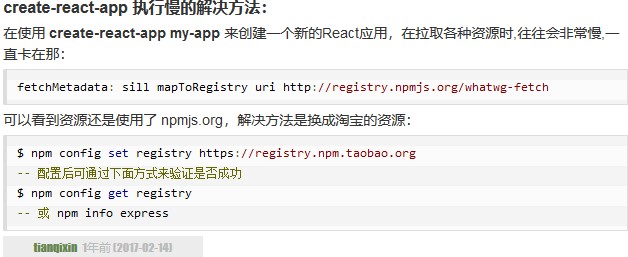 create-react-app 执行慢的解决方法：
在使用 create-react-app my-app 来创建一个新的React应用，在拉取各种资源时,往往会非常慢,一
直卡在那：
fetchMetadata: sill mapToRegistry uri http://registry.npmjs.org/whatwg-fetch
可以看到资源还是使用了 npmjs.org，解决方法是换成淘宝的资源：
$ npm config set registry https://registry.npm.taobao.org
-- 配置后可通过下面方式来验证是否成功
$ npm config get registry
-- 或 npm info express
tianqixin 1年前 (2017-02-14)